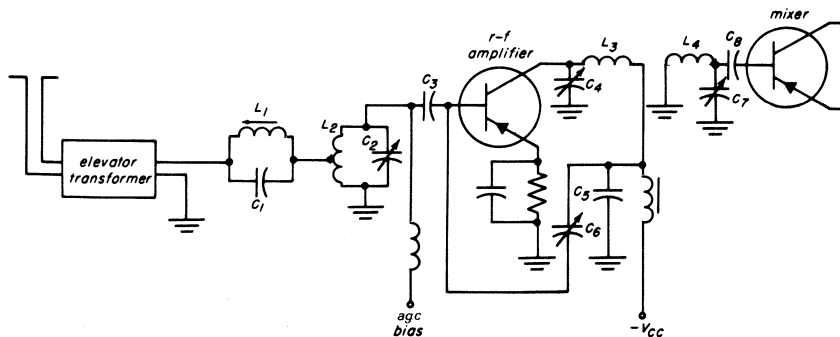 mixer
r-f
amplifier
L3
L4
C8
C3
C4
C7
L1
L2
C2
elevator
transformer
C1
C5
C6
agc
bias
-VCC